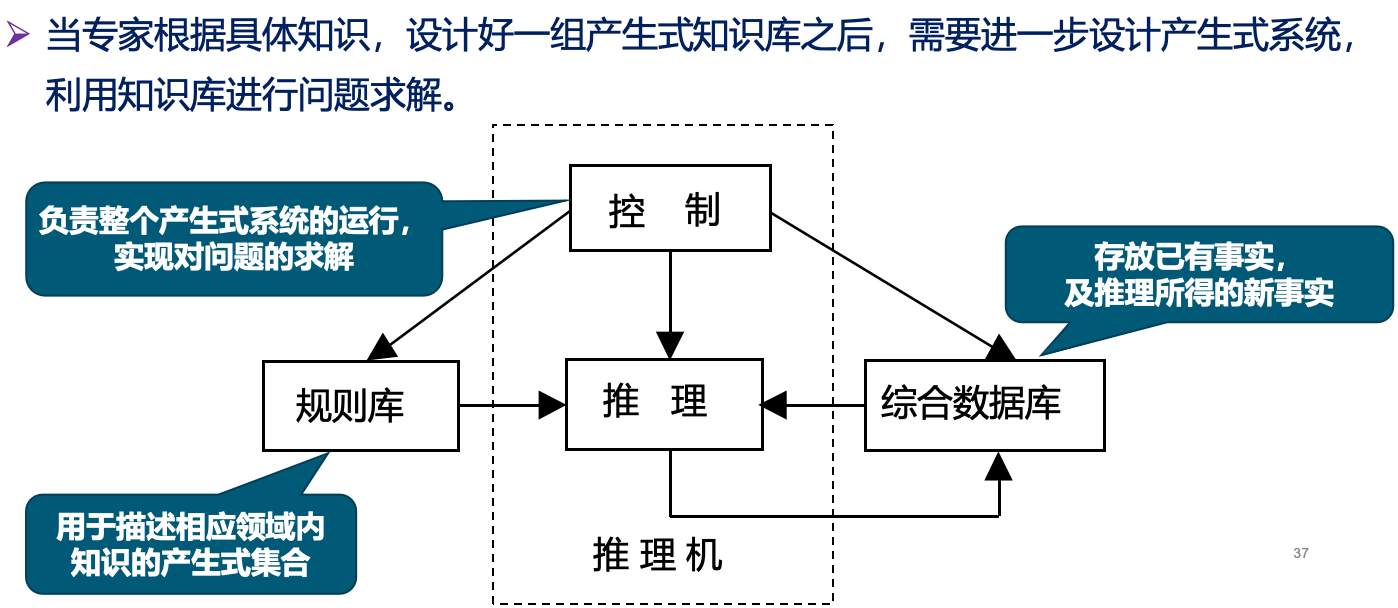 当专家根据具体知识，设计好一组产生式知识库之后，需要进一步设计产生式系统，
利用知识库进行问题求解。
控 制
负责整个产生式系统的运行，
实现对问题的求解
存放已有事实，
及推理所得的新事实
规则库
推 理
综合数据库
用于描述相应领域内
知识的产生式集合
推 理 机
37